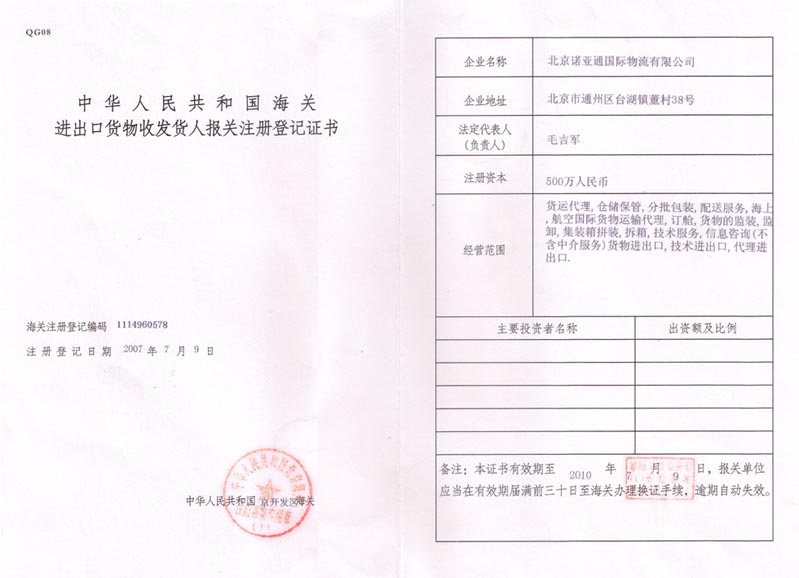 QG08
中华人民共和国海关
进出口货物收发货人报关注册登记证书
海关注册登记编码 1114960578
注册登记日期 2007 年 7 月 9 日
中华人民共和国 京开发区海关
企业名称 北京诺亚通国际物流有限公司
企业地址 北京市通州区台湖镇董村38号
法定代表人
(负责人) 毛吉军
注册资本 500万人民币
经营范围
货运代理, 仓储保管, 分批包装, 配送服务, 海上
, 航空国际货物运输代理, 订舱, 货物的监装, 监
卸, 集装箱拼装, 拆箱, 技术服务, 信息咨询(不
含中介服务)货物进出口, 技术进出口, 代理进
出口.
主要投资者名称 出资额及比例
备注: 本证书有效期至 2010 年 7 月 9 日, 报关单位
应当在有效期届满前三十日至海关办理换证手续, 逾期自动失效。